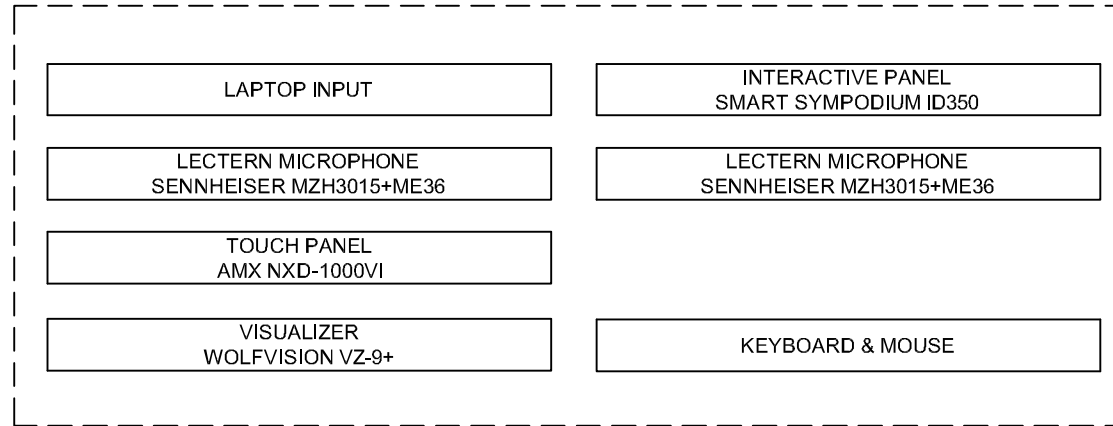 LAPTOP INPUT
INTERACTIVE PANEL
SMART SYMPODIUM ID350
LECTERN MICROPHONE
SENNHEISER MZH3015+ME36
LECTERN MICROPHONE
SENNHEISER MZH3015+ME36
TOUCH PANEL
AMX NXD-1000VI
VISUALIZER
WOLFVISION VZ-9+
KEYBOARD & MOUSE